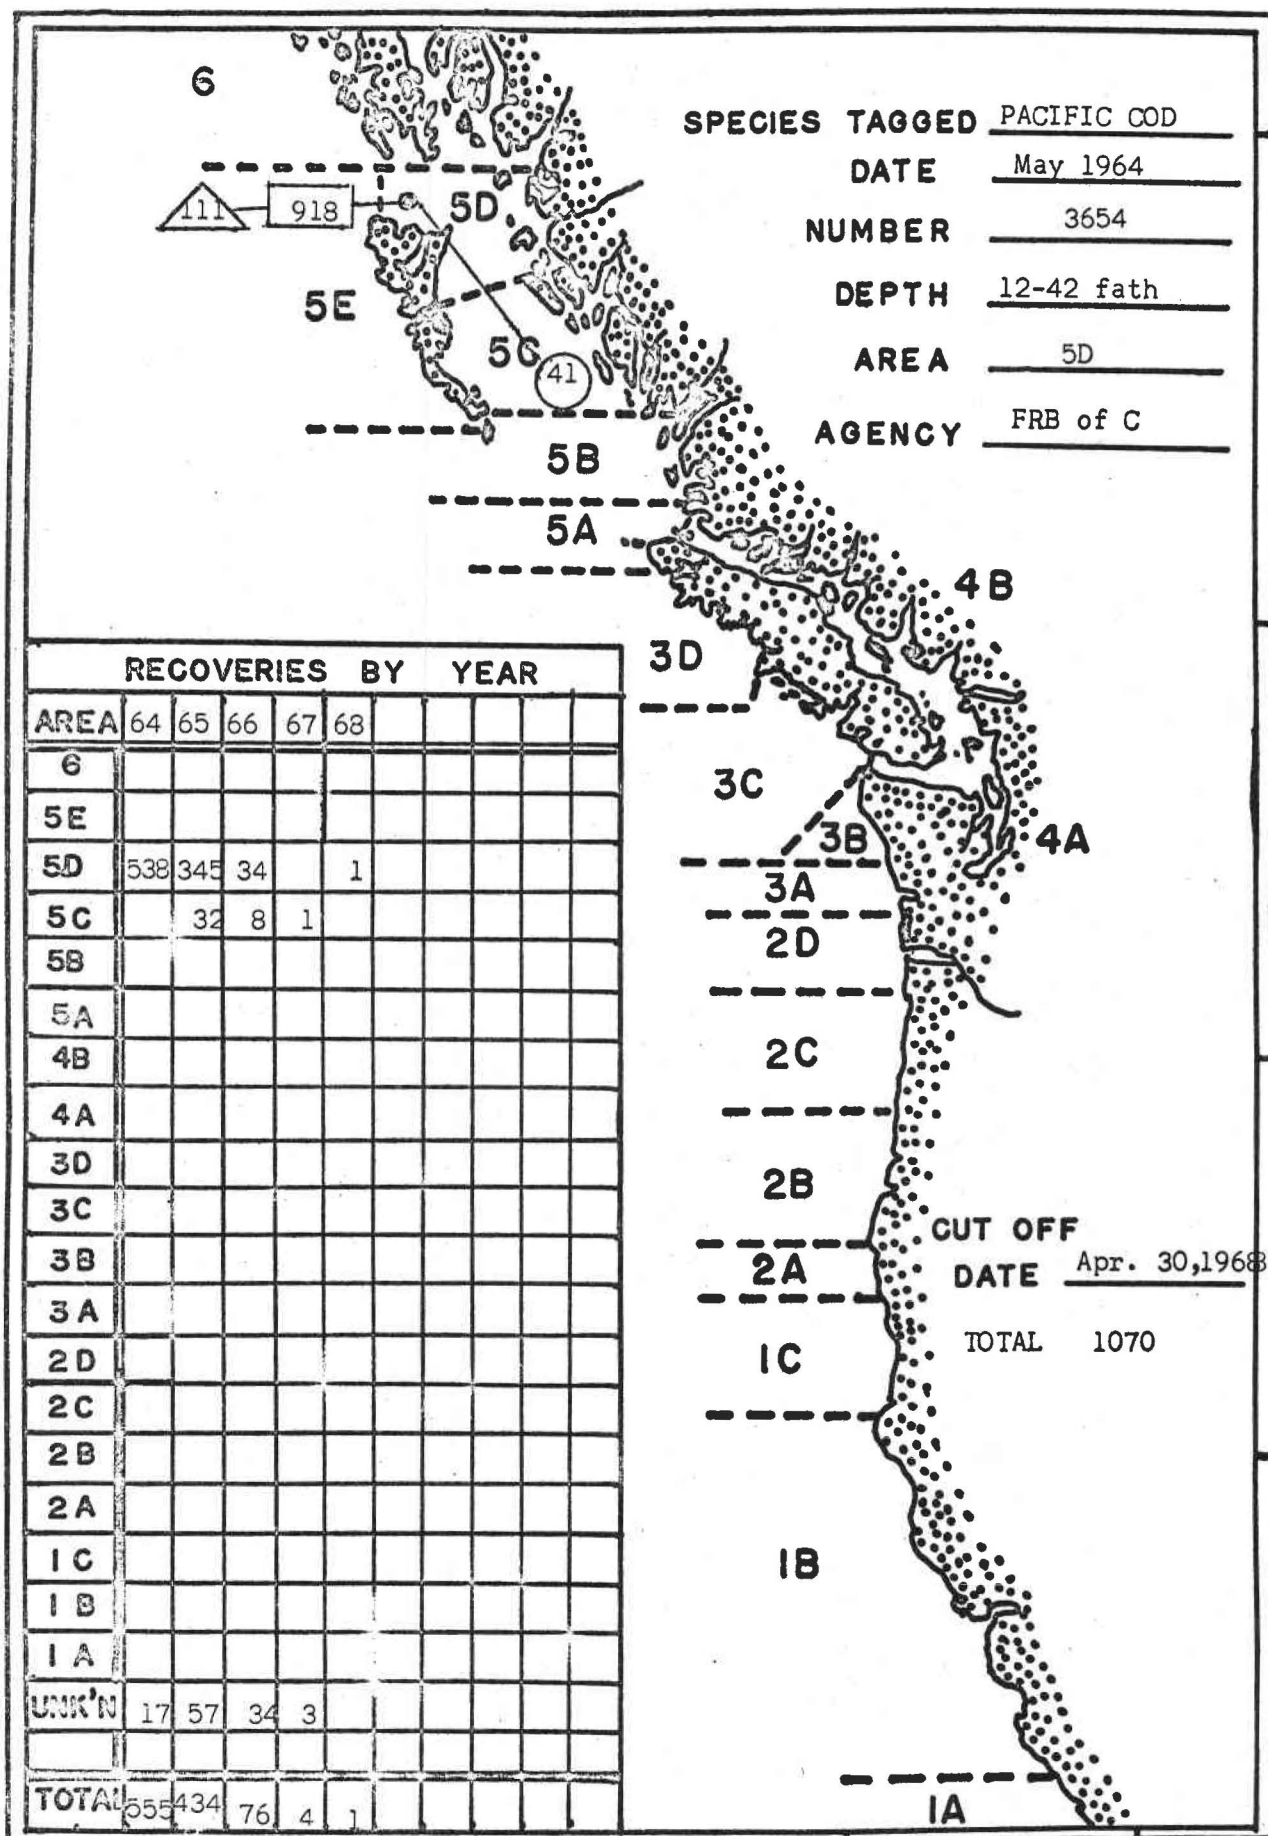 6
SPECIES TAGGED PACIFIC COD
DATE May 1964
111 918 5D
NUMBER 3654
5E
DEPTH 12-42 fath
5C
41
AREA 5D
AGENCY FRB of C
5B
5A
4B
3D
3C
3B
4A
3A
2D
2C
2B
2A
1C
1B
1A
RECOVERIES BY YEAR
AREA 64 65 66 67 68
6
5E
5D 538 345 34 1
5C 32 8 1
5B
5A
4B
4A
3D
3C
3B
3A
2D
2C
2B
2A
1C
1B
1A
UNK'N 17 57 34 3
TOTAL 555 434 76 4 1
CUT OFF
DATE Apr. 30,1968
TOTAL 1070